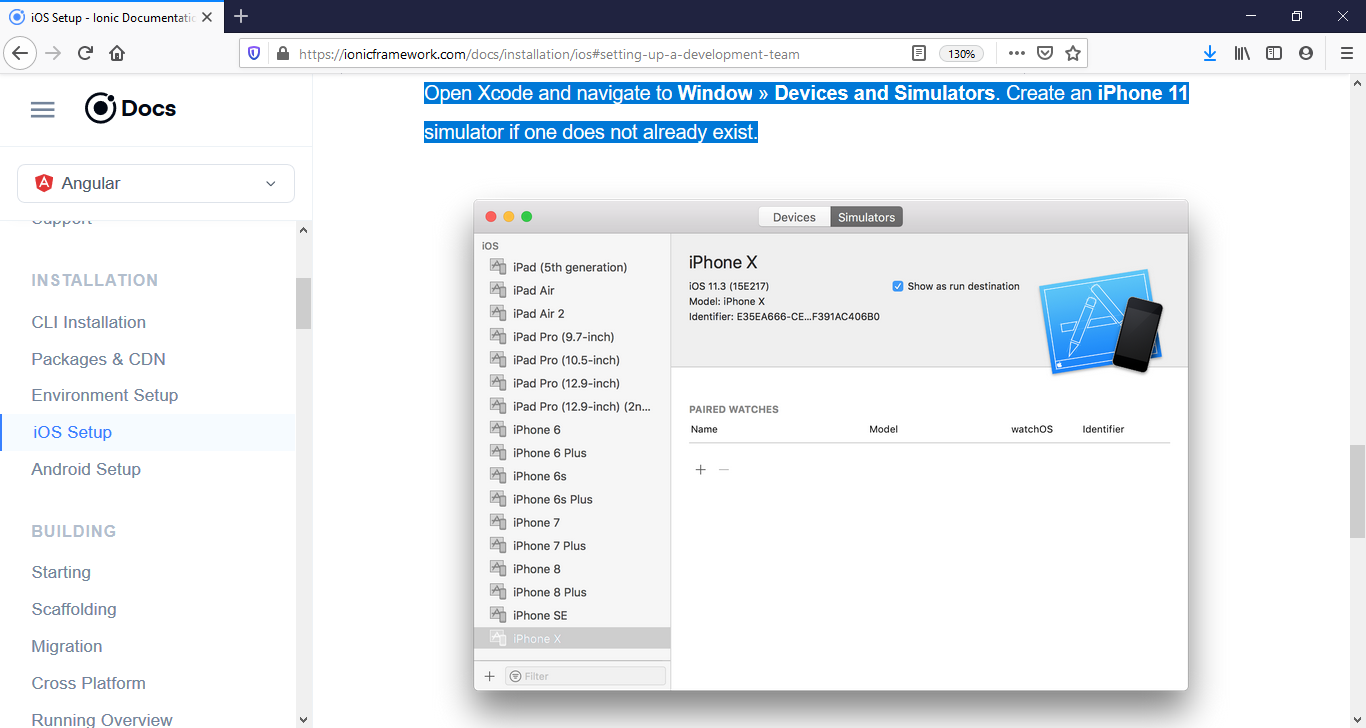 iOS Setup - Ionic Documentatio
https://ionicframework.com/docs/installation/ios#setting-up-a-development-team
130%
Docs
Angular
Support
INSTALLATION
CLI Installation
Packages & CDN
Environment Setup
iOS Setup
Android Setup
BUILDING
Starting
Scaffolding
Migration
Cross Platform
Running Overview
Open Xcode and navigate to Window » Devices and Simulators. Create an iPhone 11
simulator if one does not already exist.
Devices Simulators
iOS
iPad (5th generation)
iPad Air
iPad Air 2
iPad Pro (9.7-inch)
iPad Pro (10.5-inch)
iPad Pro (12.9-inch)
iPad Pro (12.9-inch) (2n...
iPhone 6
iPhone 6 Plus
iPhone 6s
iPhone 6s Plus
iPhone 7
iPhone 7 Plus
iPhone 8
iPhone 8 Plus
iPhone SE
iPhone X
Filter
iPhone X
iOS 11.3 (15E217)
Model: iPhone X
Identifier: E35EA666-CE...F391AC406B0
Show as run destination
PAIRED WATCHES
Name Model watchOS Identifier